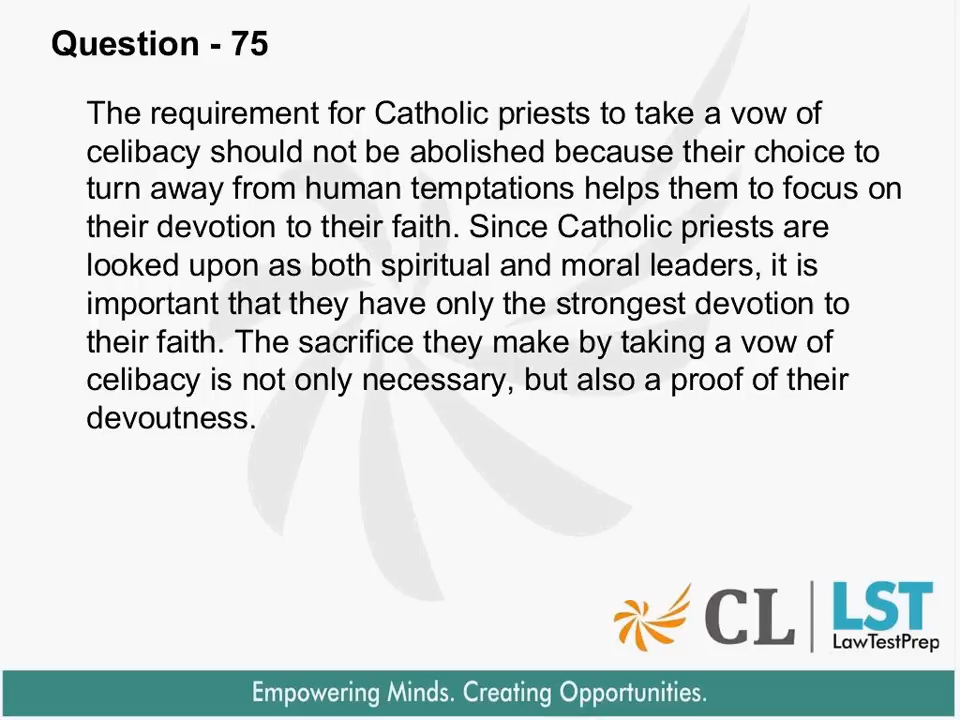 Question - 75
The requirement for Catholic priests to take a vow of
celibacy should not be abolished because their choice to
turn away from human temptations helps them to focus on
their devotion to their faith. Since Catholic priests are
looked upon as both spiritual and moral leaders, it is
important that they have only the strongest devotion to
their faith. The sacrifice they make by taking a vow of
celibacy is not only necessary, but also a proof of their
devoutness.
CL
LST
LawTestPrep
Empowering Minds. Creating Opportunities.